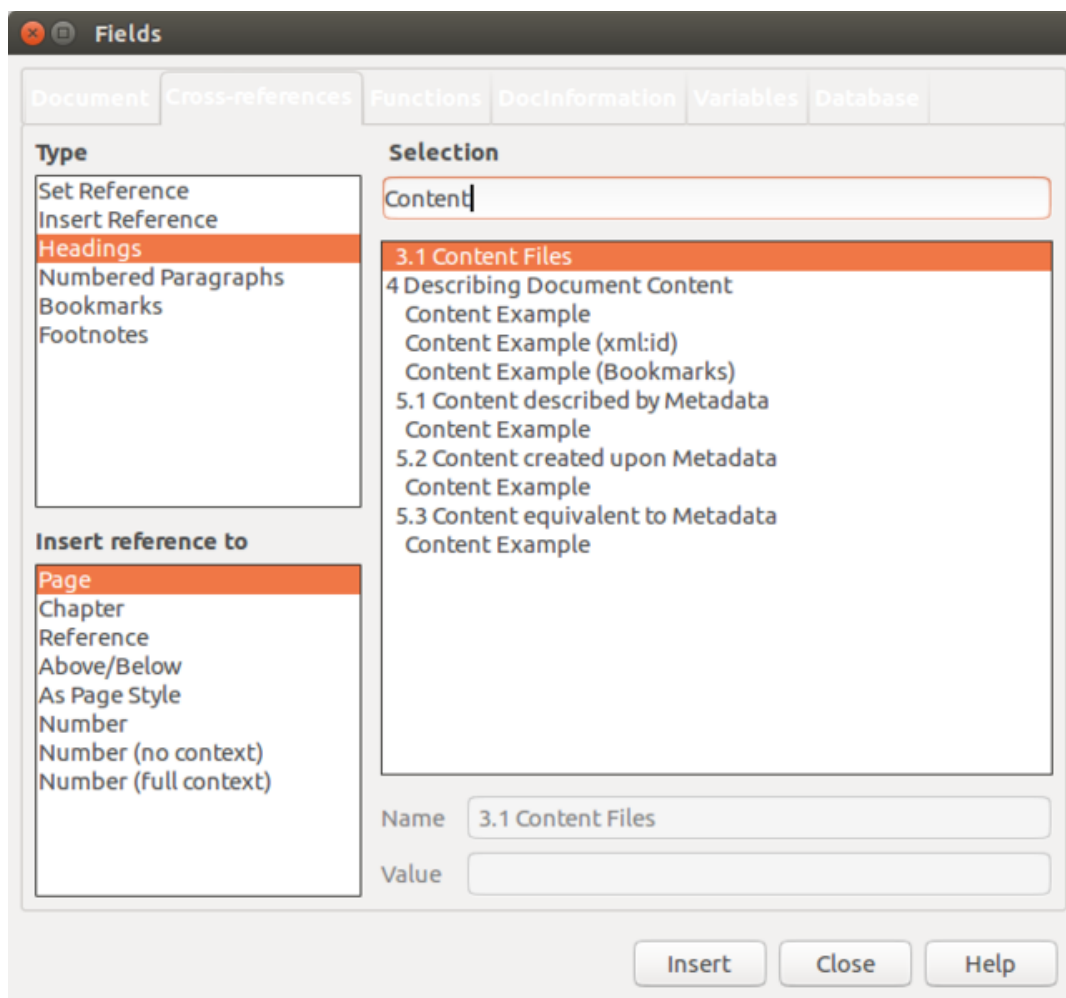 Fields
Document Cross-references Functions DocInformation Variables Database
Type
Set Reference
Insert Reference
Headings
Numbered Paragraphs
Bookmarks
Footnotes
Insert reference to
Page
Chapter
Reference
Above/Below
As Page Style
Number
Number (no context)
Number (full context)
Selection
Content
3.1 Content Files
4 Describing Document Content
Content Example
Content Example (xml:id)
Content Example (Bookmarks)
5.1 Content described by Metadata
Content Example
5.2 Content created upon Metadata
Content Example
5.3 Content equivalent to Metadata
Content Example
Name 3.1 Content Files
Value
Insert Close Help